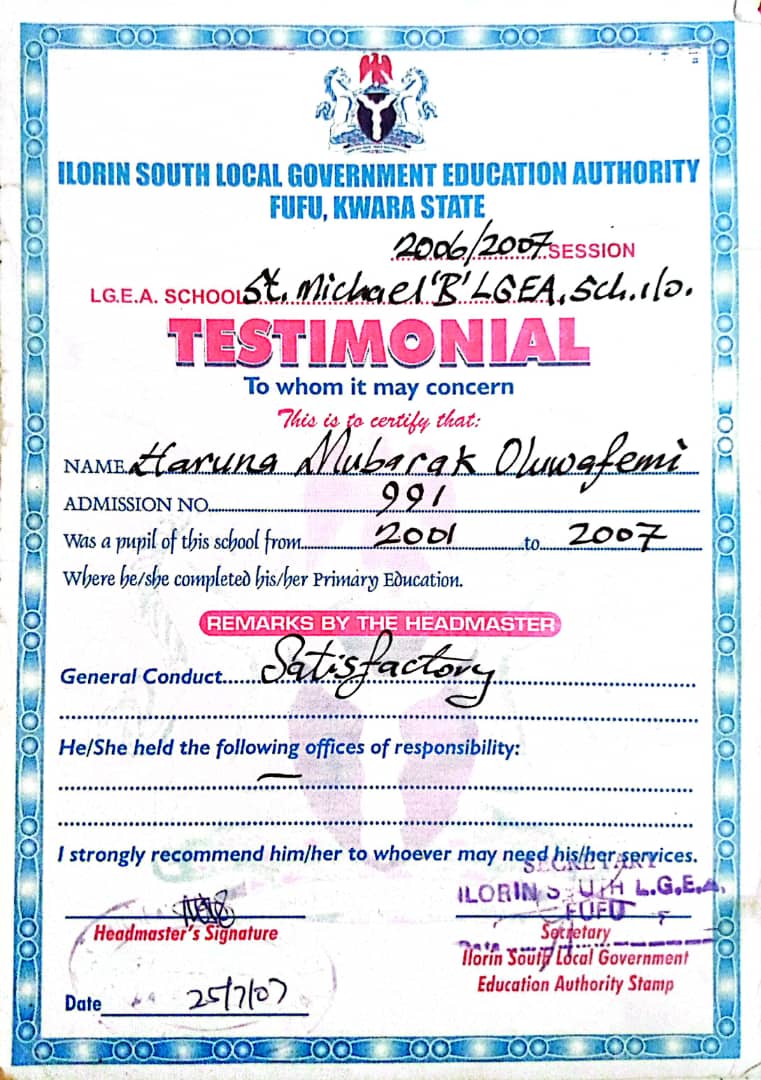 ILORIN SOUTH LOCAL GOVERNMENT EDUCATION AUTHORITY
FUFU, KWARA STATE
2006/2007 SESSION
L.G.E.A. SCHOOL St. Michael 'B' LGEA, Sch. ilo.
TESTIMONIAL
To whom it may concern
This is to certify that:
NAME Haruna Mubarak Oluwafemi
ADMISSION NO. 991
Was a pupil of this school from 2001 to 2007
Where he/she completed his/her Primary Education.
REMARKS BY THE HEADMASTER
General Conduct Satisfactory
He/She held the following offices of responsibility:
—
I strongly recommend him/her to whoever may need his/her services.
SECRETARY
ILORIN SOUTH L.G.E.A.
FUFU
Headmaster's Signature
Secretary
Date
Ilorin South Local Government
Education Authority Stamp
Date 25/7/07